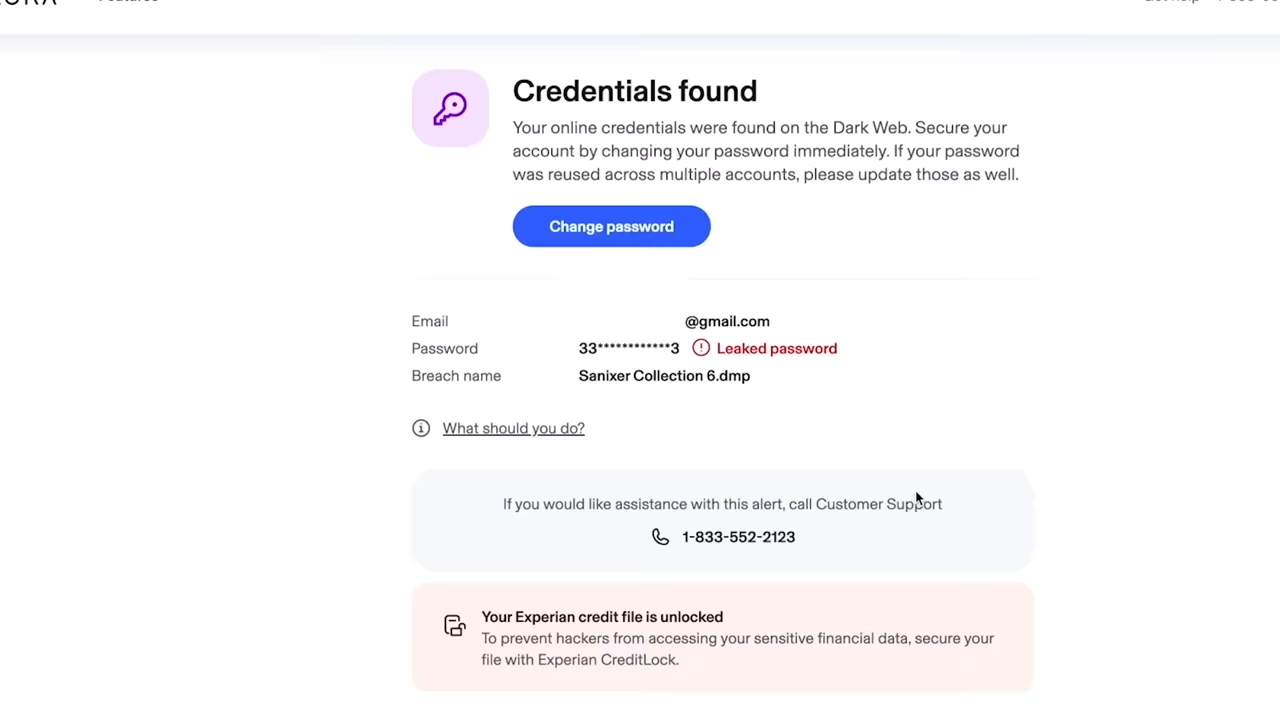 Credentials found
Your online credentials were found on the Dark Web. Secure your
account by changing your password immediately. If your password
was reused across multiple accounts, please update those as well.
Change password
Email @gmail.com
Password 33************3 Leaked password
Breach name Sanixer Collection 6.dmp
What should you do?
If you would like assistance with this alert, call Customer Support
1-833-552-2123
Your Experian credit file is unlocked
To prevent hackers from accessing your sensitive financial data, secure your
file with Experian CreditLock.